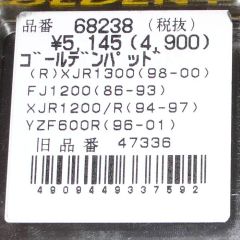 品番 68238 (税抜)
¥5,145(4,900)
ゴールデンパット
(R)XJR1300(98-00)
FJ1200(86-93)
XJR1200/R(94-97)
YZF600R(96-01)
旧品番 47336
4909449337592